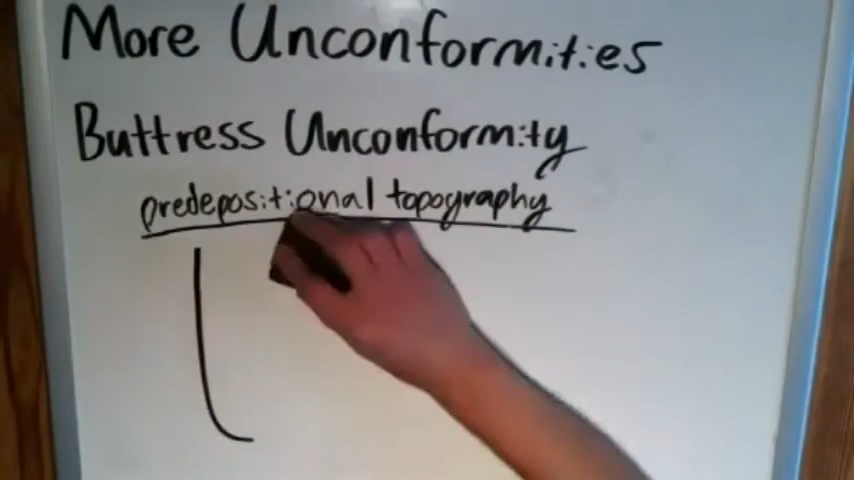 More Unconformities
Buttress Unconformity
predepositional topography